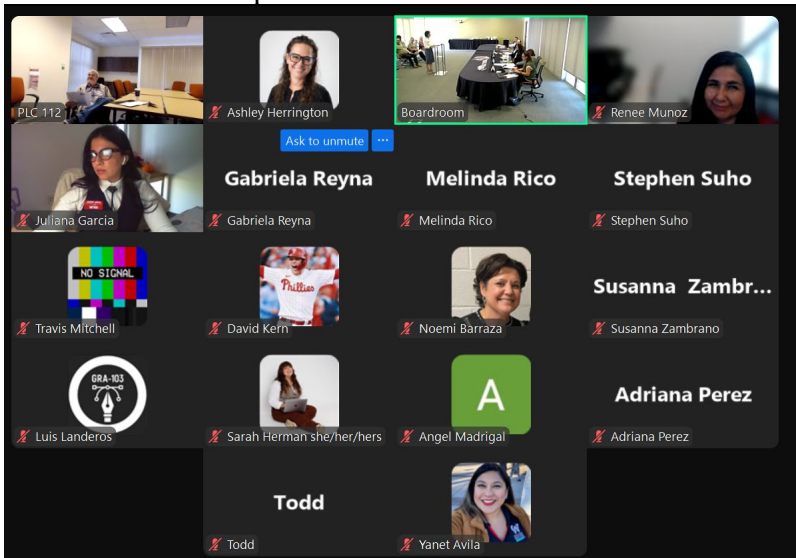 PLC 112
Ashley Herrington
Boardroom
Renee Munoz
Juliana Garcia
Ask to unmute
...
Gabriela Reyna
Gabriela Reyna
Melinda Rico
Melinda Rico
Stephen Suho
Stephen Suho
NO SIGNAL
Travis Mitchell
Phillies
David Kern
Noemi Barraza
Susanna Zambr...
Susanna Zambrano
GRA-103
Luis Landeros
Sarah Herman she/her/hers
A
Angel Madrigal
Adriana Perez
Adriana Perez
Todd
Todd
Yanet Avila